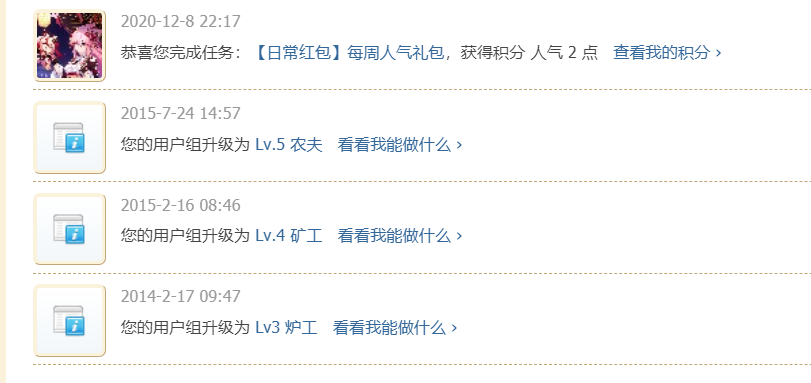 2020-12-8 22:17
恭喜您完成任务：【日常红包】每周人气礼包，获得积分 人气 2 点 查看我的积分 ›
2015-7-24 14:57
您的用户组升级为 Lv.5 农夫 看看我能做什么 ›
2015-2-16 08:46
您的用户组升级为 Lv.4 矿工 看看我能做什么 ›
2014-2-17 09:47
您的用户组升级为 Lv3 炉工 看看我能做什么 ›